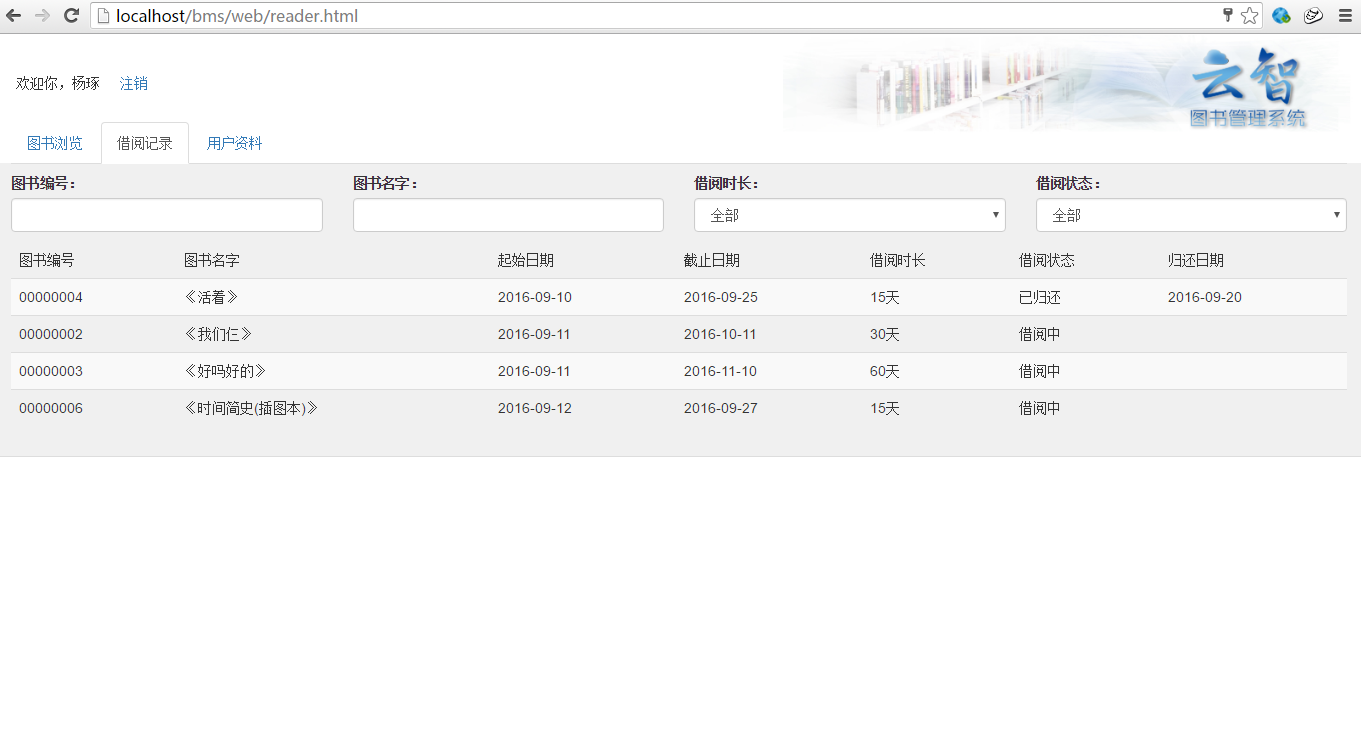 localhost/bms/web/reader.html
欢迎你，杨琢 注销
云智
图书管理系统
图书浏览 借阅记录 用户资料
图书编号： 图书名字： 借阅时长： 借阅状态：
全部 全部
图书编号 图书名字 起始日期 截止日期 借阅时长 借阅状态 归还日期
00000004 《活着》 2016-09-10 2016-09-25 15天 已归还 2016-09-20
00000002 《我们仨》 2016-09-11 2016-10-11 30天 借阅中
00000003 《好吗好的》 2016-09-11 2016-11-10 60天 借阅中
00000006 《时间简史(插图本)》 2016-09-12 2016-09-27 15天 借阅中